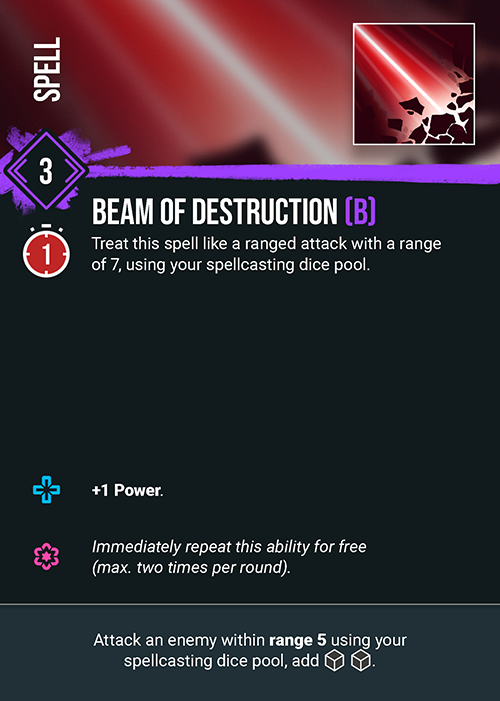 SPELL
3
BEAM OF DESTRUCTION (B)
1
Treat this spell like a ranged attack with a range
of 7, using your spellcasting dice pool.
+1 Power.
Immediately repeat this ability for free
(max. two times per round).
Attack an enemy within range 5 using your
spellcasting dice pool, add .